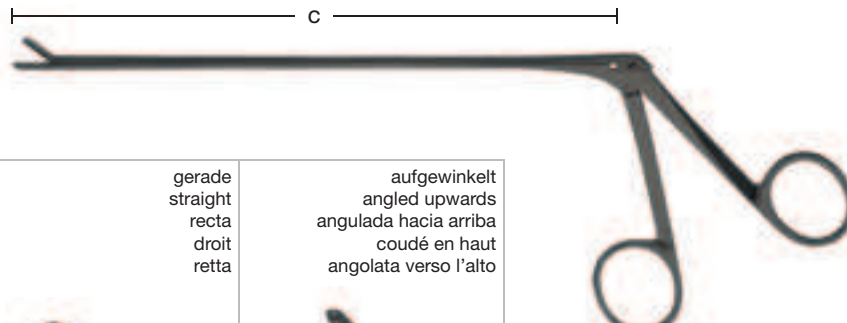 C
gerade
straight
recta
droit
retta
aufgewinkelt
angled upwards
angulada hacia arriba
coudé en haut
angolata verso l'alto